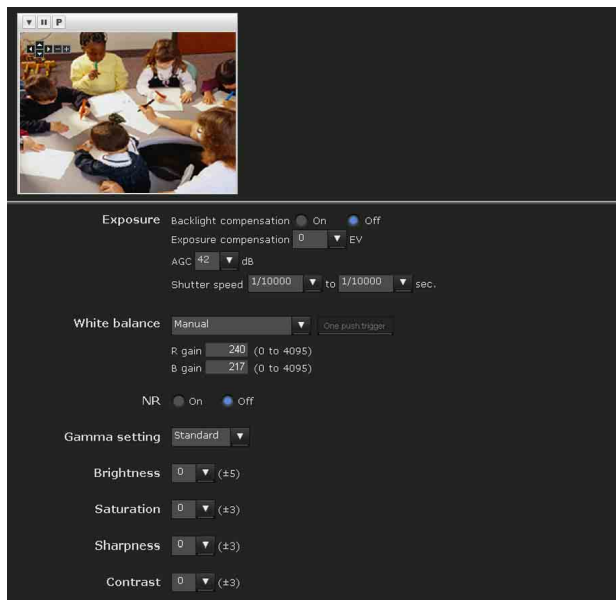 P
Exposure Backlight compensation On Off
Exposure compensation 0 EV
AGC 42 dB
Shutter speed 1/10000 to 1/10000 sec.
White balance Manual One push trigger
R gain 240 (0 to 4095)
B gain 217 (0 to 4095)
NR On Off
Gamma setting Standard
Brightness 0 (±5)
Saturation 0 (±3)
Sharpness 0 (±3)
Contrast 0 (±3)